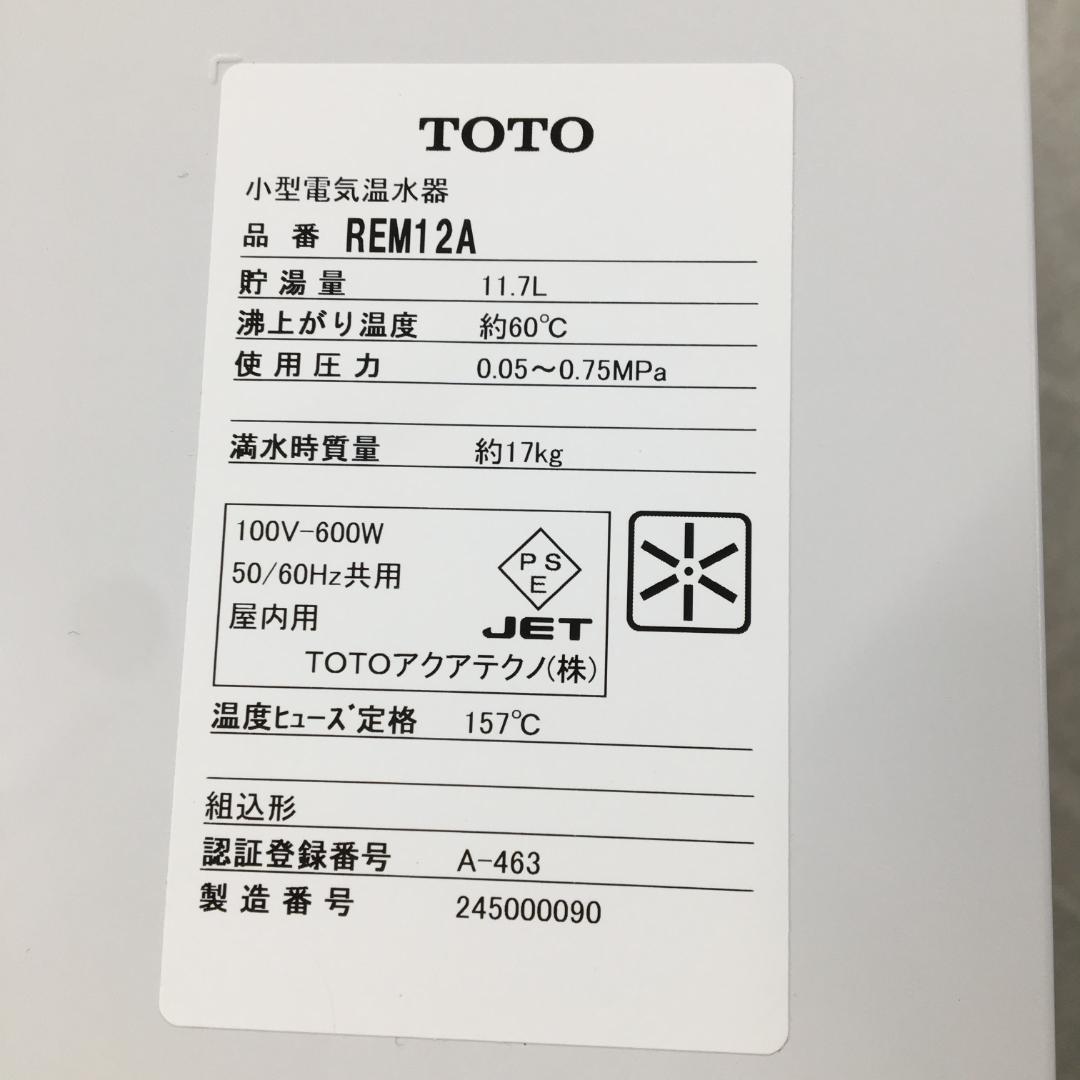 TOTO
小型電気温水器
品 番 REM12A
貯 湯 量 11.7L
沸上がり温度 約60℃
使 用 圧 力 0.05～0.75MPa
満水時質量 約17kg
100V-600W
50/60Hz共用
屋内用
PS
E
JET
TOTOアクアテクノ(株)
温度ﾋｭｰｽﾞ定格 157℃
組込形
認証登録番号 A-463
製 造 番 号 245000090